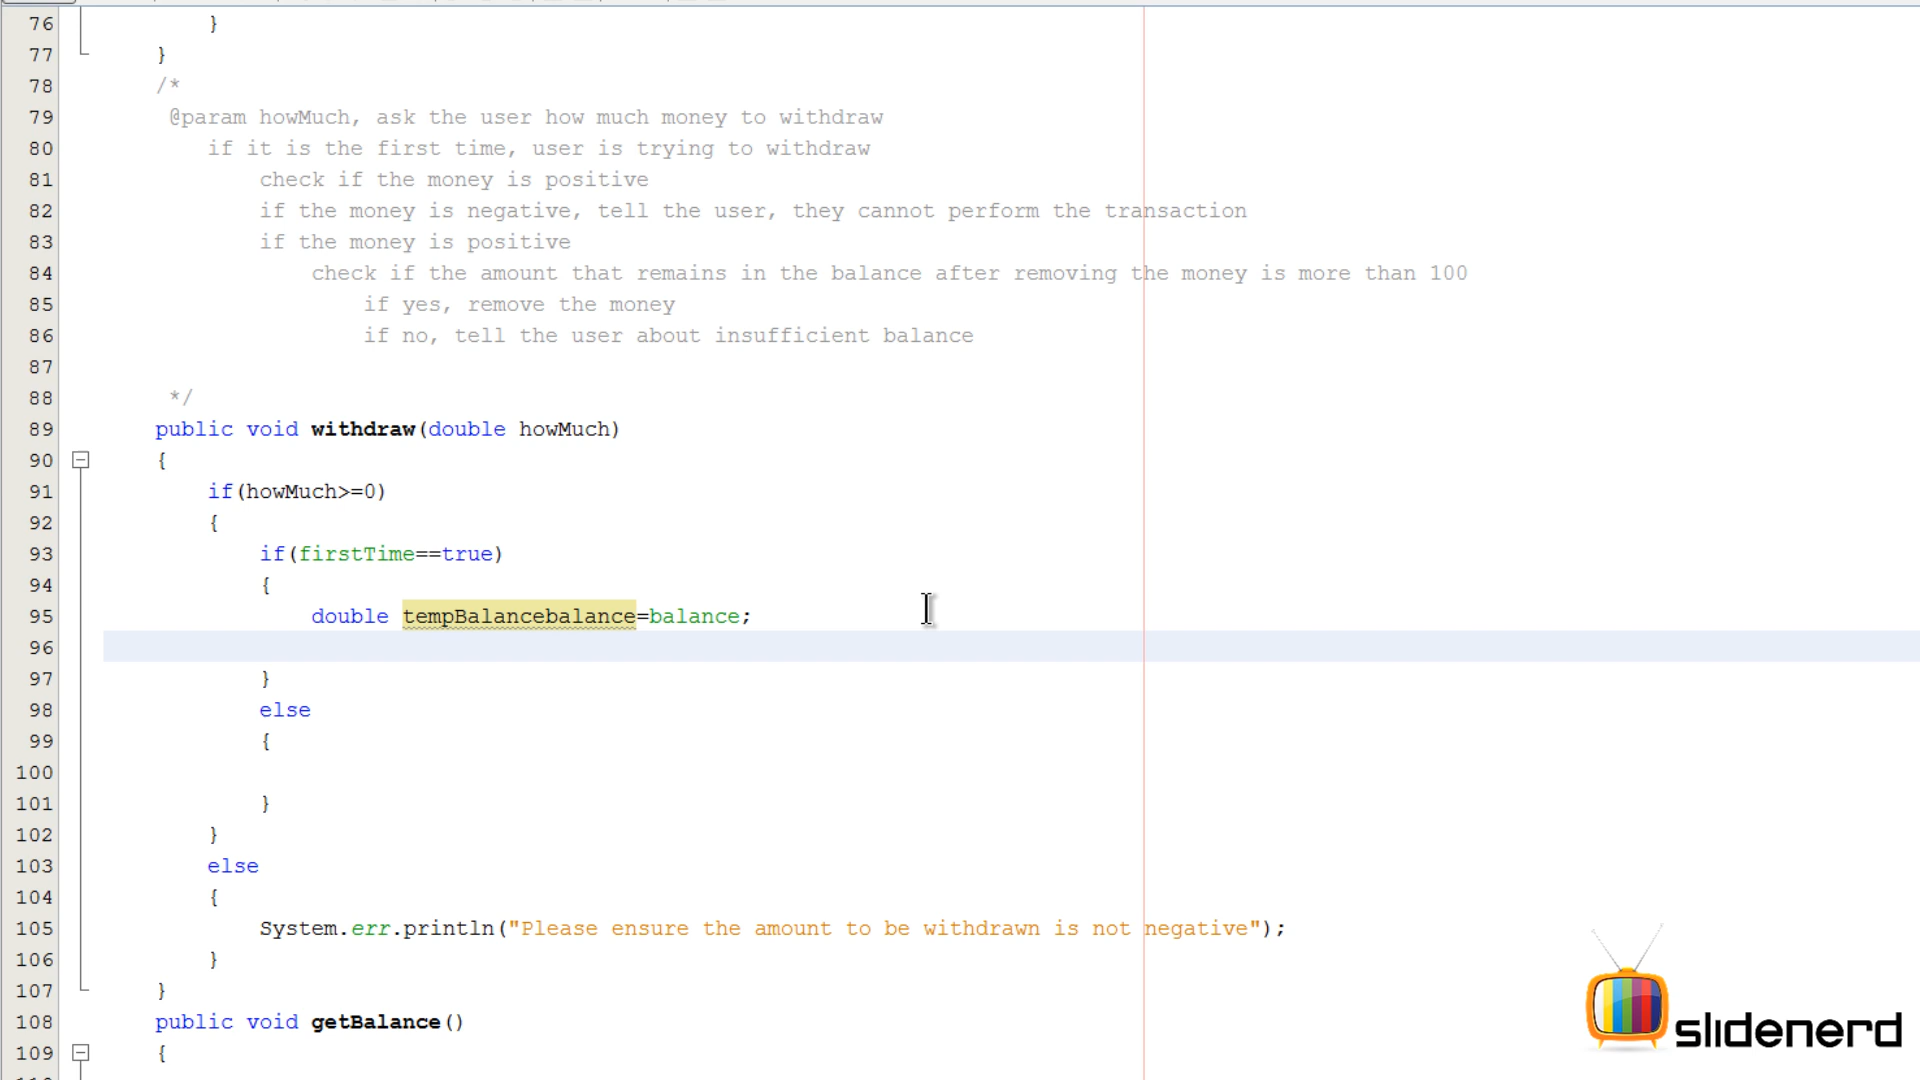 76 }
77 }
78 /*
79 @param howMuch, ask the user how much money to withdraw
80 if it is the first time, user is trying to withdraw
81 check if the money is positive
82 if the money is negative, tell the user, they cannot perform the transaction
83 if the money is positive
84 check if the amount that remains in the balance after removing the money is more than 100
85 if yes, remove the money
86 if no, tell the user about insufficient balance
87
88 */
89 public void withdraw(double howMuch)
90 {
91 if(howMuch>=0)
92 {
93 if(firstTime==true)
94 {
95 double tempBalancebalance=balance;
96
97 }
98 else
99 {
100
101 }
102 }
103 else
104 {
105 System.err.println("Please ensure the amount to be withdrawn is not negative");
106 }
107 }
108 public void getBalance()
109 {
slidenerd